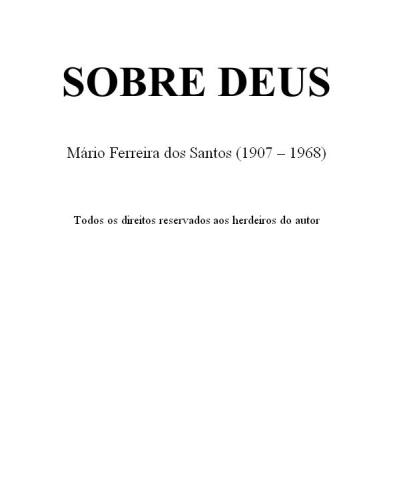 SOBRE DEUS
Mário Ferreira dos Santos (1907 – 1968)
Todos os direitos reservados aos herdeiros do autor